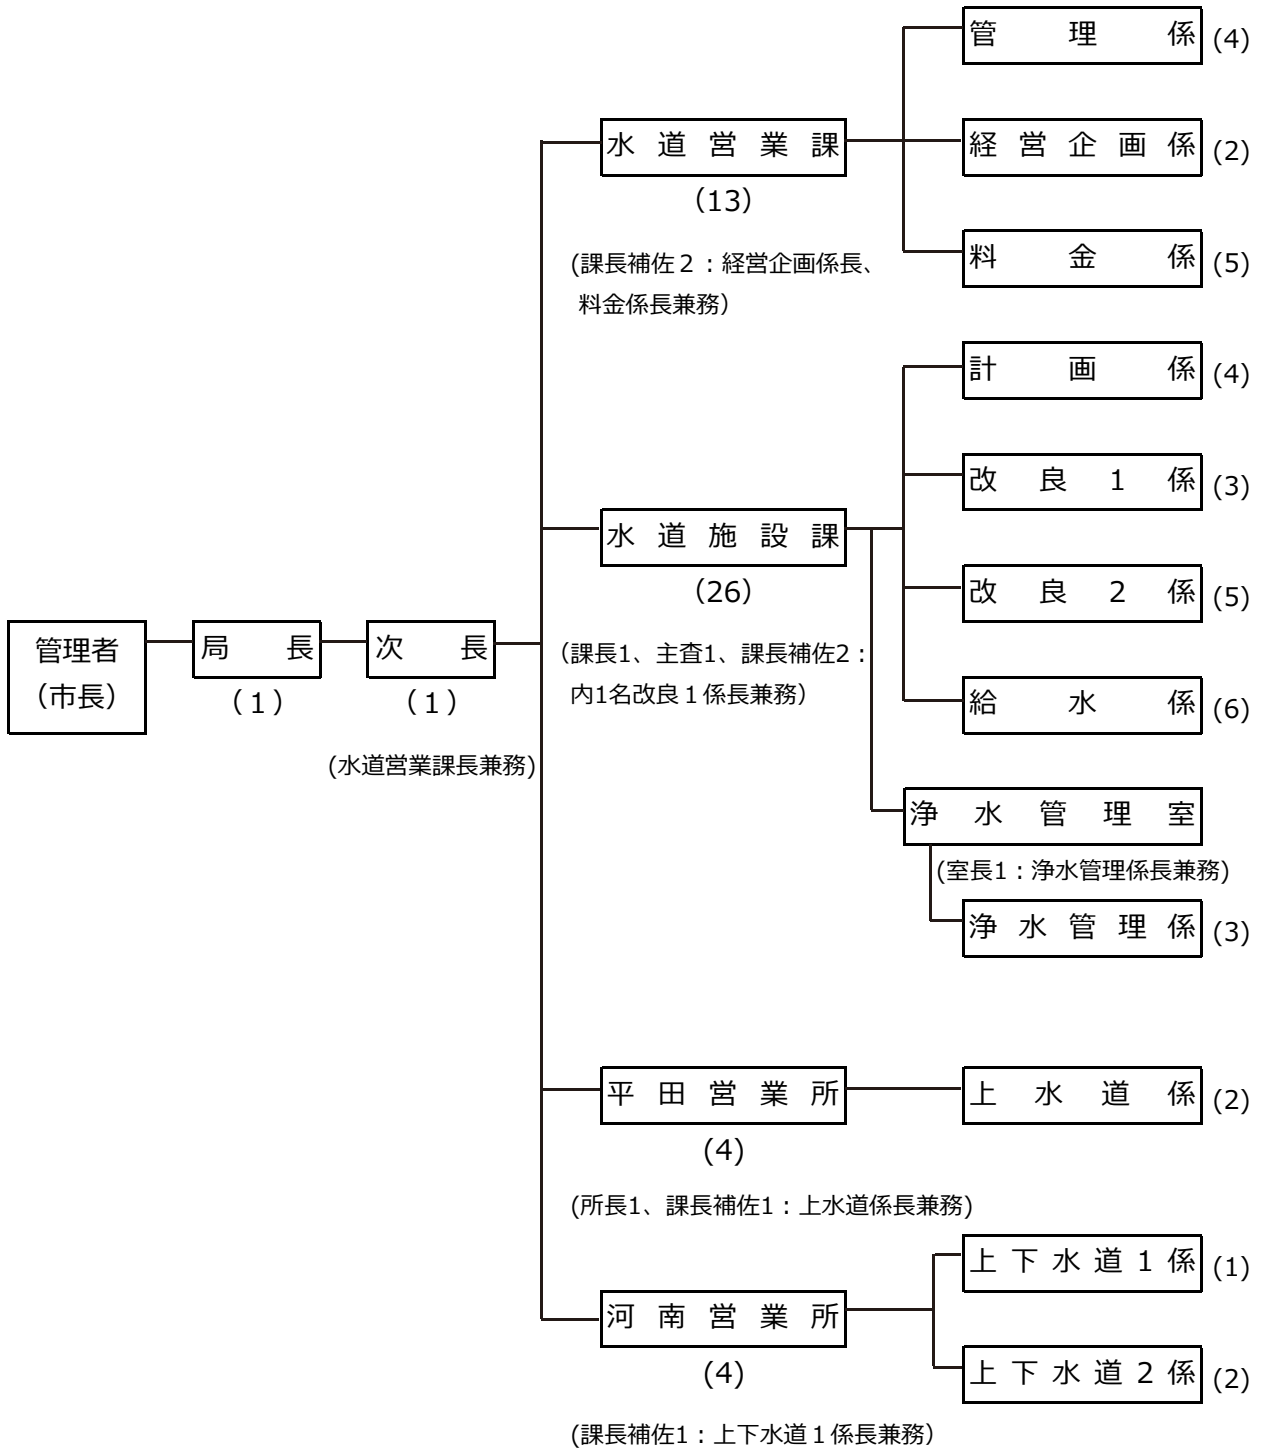 管理係 (4)
水道営業課
経営企画係 (2)
（13）
料金係 (5)
(課長補佐２：経営企画係長、
料金係長兼務）
計画係 (4)
改良1係 (3)
水道施設課
（26）
改良2係 (5)
管理者
（市長）
局長
（1）
次長
（1）
(水道営業課長兼務)
（課長1、主査1、課長補佐2：
内1名改良１係長兼務）
給水係 (6)
浄水管理室
(室長1：浄水管理係長兼務)
浄水管理係 (3)
平田営業所
上水道係 (2)
(4)
(所長1、課長補佐1：上水道係長兼務)
上下水道1係 (1)
河南営業所
(4)
上下水道2係 (2)
(課長補佐1：上下水道１係長兼務）